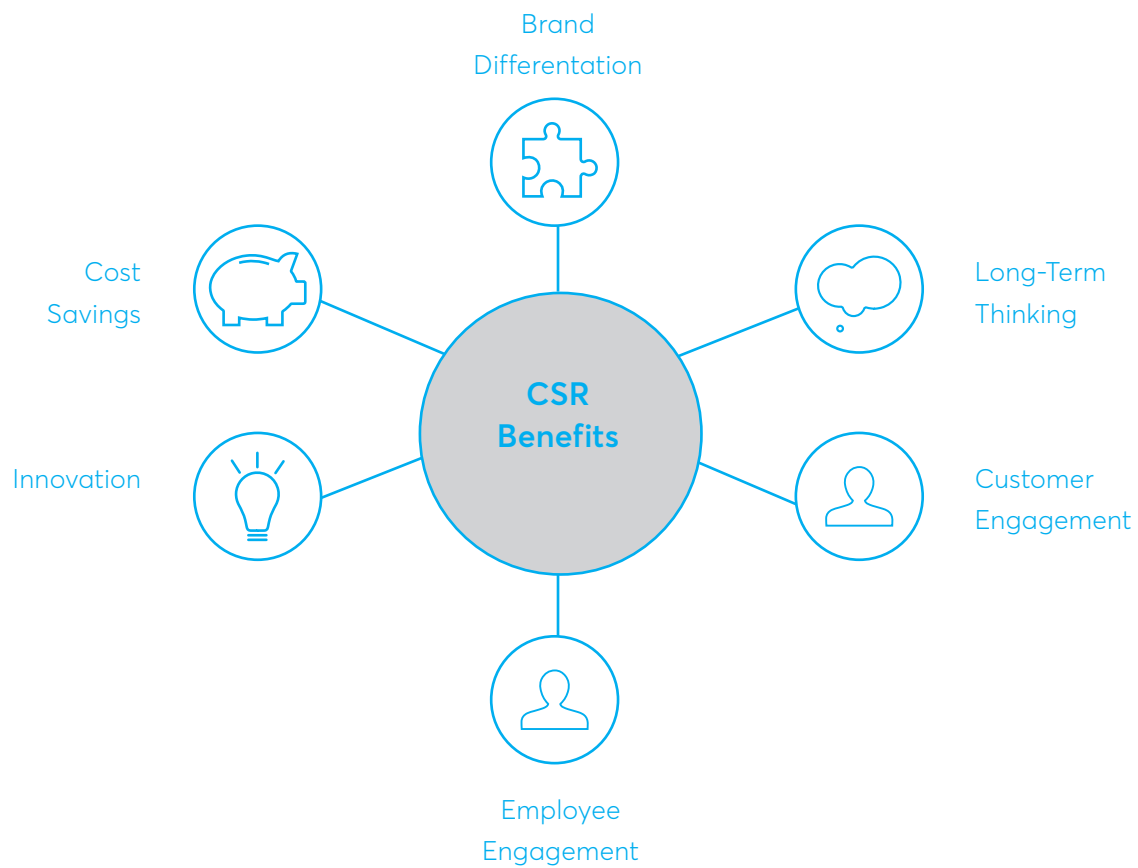 Brand
Differentation
Cost
Savings
Long-Term
Thinking
CSR
Benefits
Innovation
Customer
Engagement
Employee
Engagement